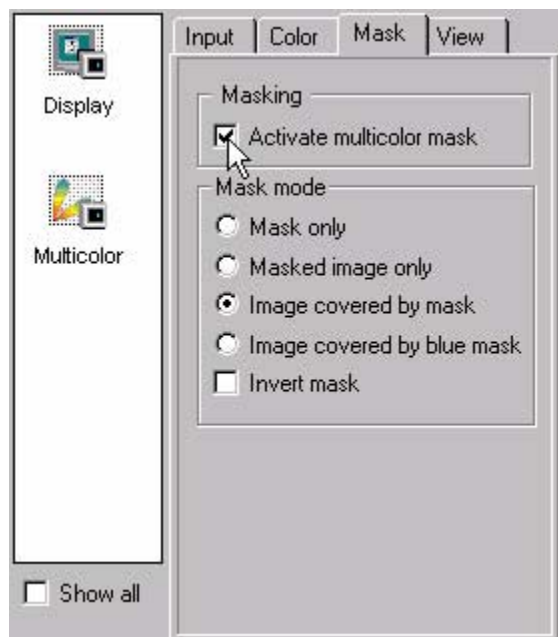 Display
Multicolor
Show all
Input Color Mask View
Masking
Activate multicolor mask
Mask mode
Mask only
Masked image only
Image covered by mask
Image covered by blue mask
Invert mask